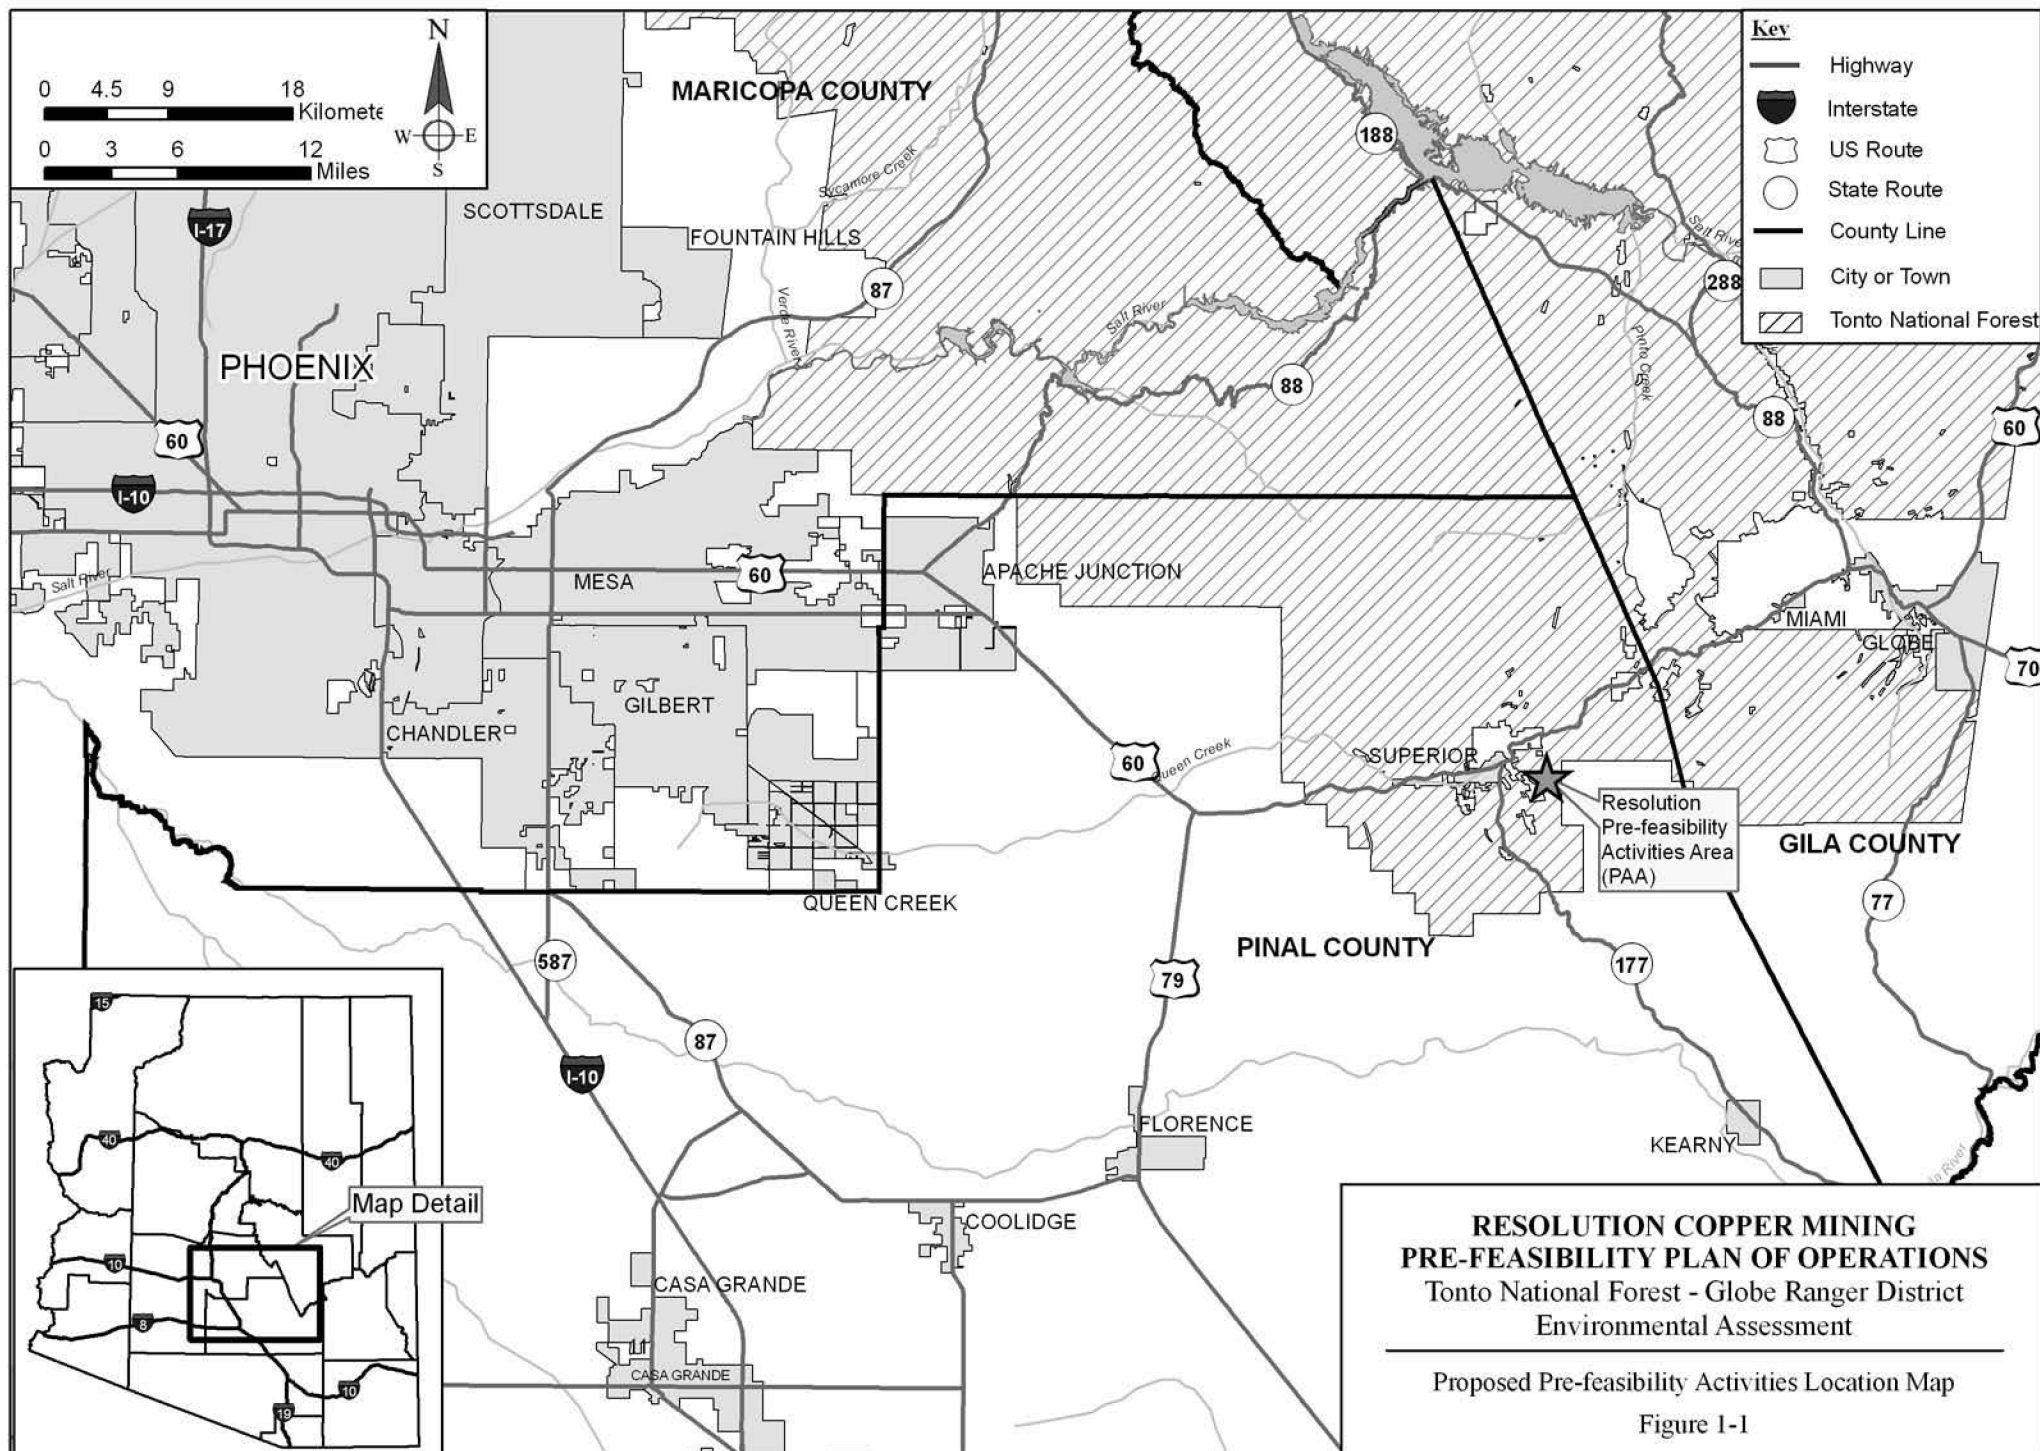 0 4.5 9 18
Kilomete
0 3 6 12
Miles
N
W E
S
MARICOPA COUNTY
Key
Highway
Interstate
US Route
State Route
County Line
City or Town
Tonto National Forest
188
Sycamore Creek
SCOTTSDALE
I-17
FOUNTAIN HILLS
87
Verde River
Salt River
Salt Rive
288
Pinto Creek
PHOENIX
88
88
60
60
I-10
Salt River
MESA
60
APACHE JUNCTION
MIAMI
GLOBE
70
GILBERT
CHANDLER
60
Queen Creek
SUPERIOR
Resolution
Pre-feasibility
Activities Area
(PAA)
GILA COUNTY
QUEEN CREEK
77
PINAL COUNTY
587
79
177
87
I-10
FLORENCE
KEARNY
la River
COOLIDGE
CASA GRANDE
CASA GRANDE
15
40
40
Map Detail
10
8
10
19
RESOLUTION COPPER MINING
PRE-FEASIBILITY PLAN OF OPERATIONS
Tonto National Forest - Globe Ranger District
Environmental Assessment
Proposed Pre-feasibility Activities Location Map
Figure 1-1